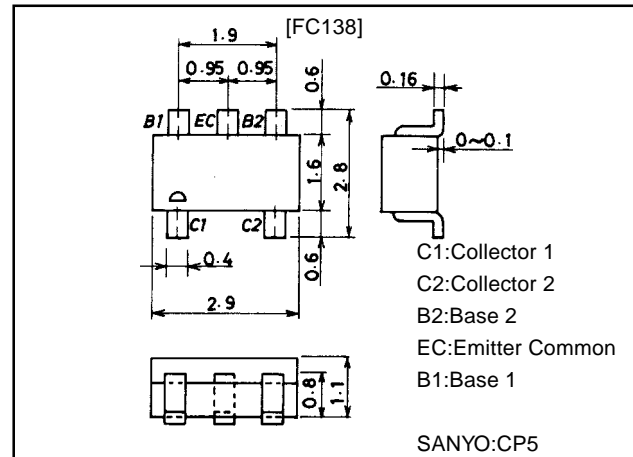 [FC138]
1.9
0.95 0.95
0.6
0.16
B1 EC B2
0~0.1
1.6
2.8
C1 C2
0.4
0.6
2.9
C1:Collector 1
C2:Collector 2
B2:Base 2
EC:Emitter Common
B1:Base 1
0.8
1.1
SANYO:CP5